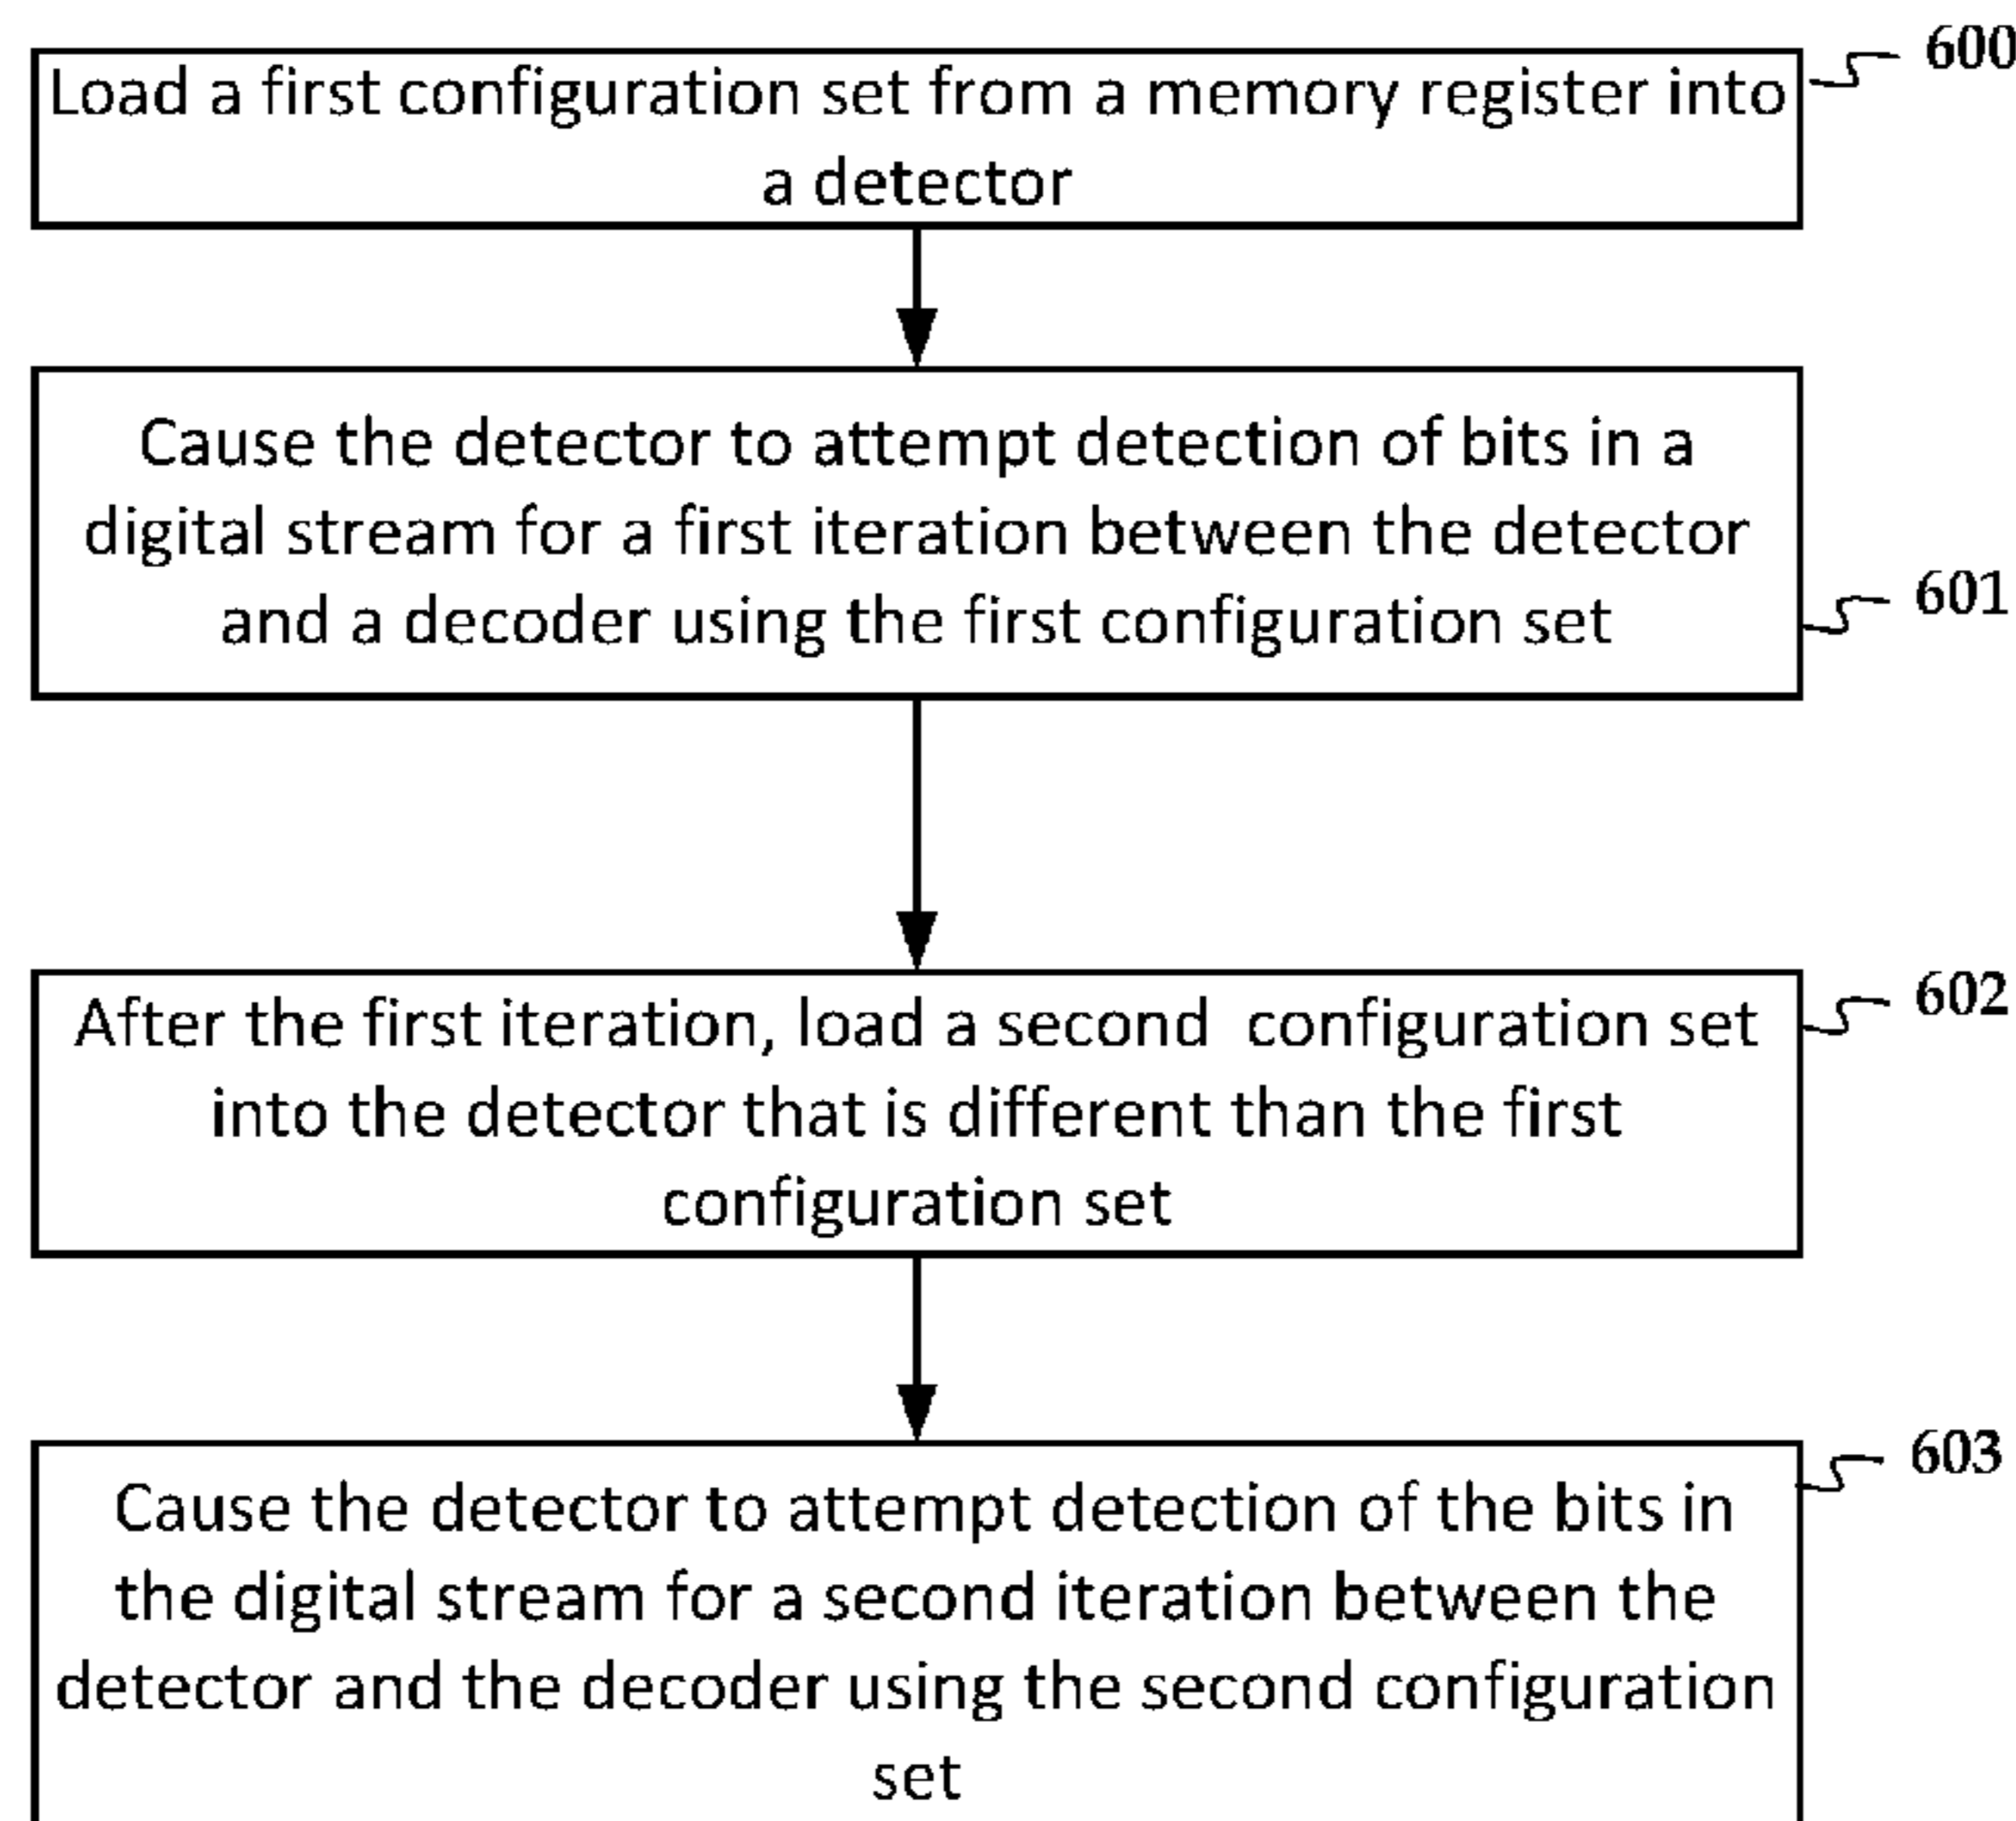 600
Load a first configuration set from a memory register into
a detector
Cause the detector to attempt detection of bits in a
digital stream for a first iteration between the detector
and a decoder using the first configuration set
601
602
After the first iteration, load a second configuration set
into the detector that is different than the first
configuration set
603
Cause the detector to attempt detection of the bits in
the digital stream for a second iteration between the
detector and the decoder using the second configuration
set